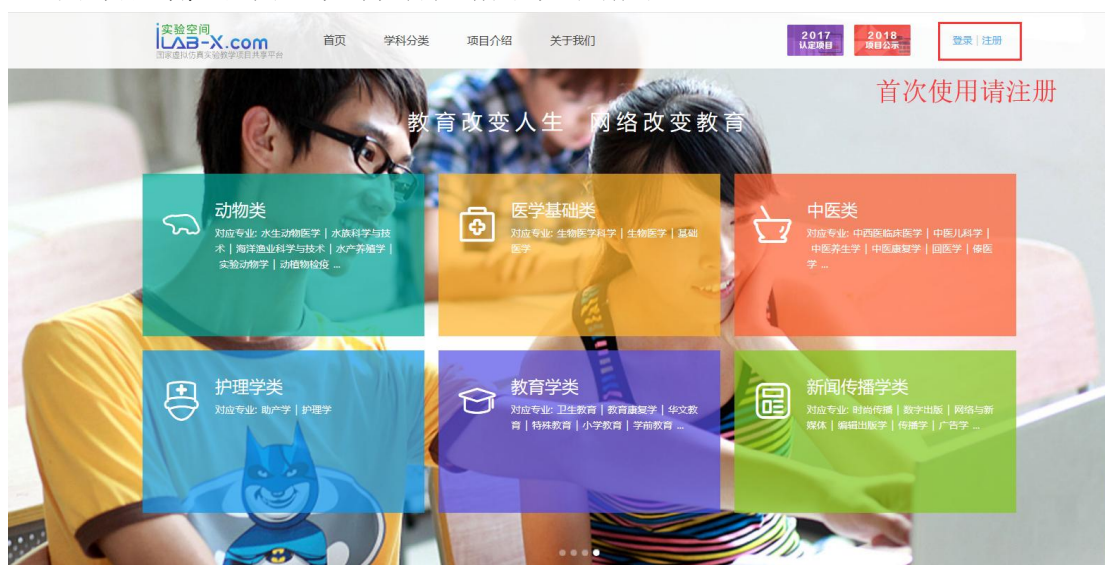 实验空间
iLAB-X.com
国家虚拟仿真实验教学项目共享平台
首页
学科分类
项目介绍
关于我们
2017
认定项目
2018
项目公示
登录 | 注册
首次使用请注册
教育改变人生 网络改变教育
动物类
对应专业: 水生动物医学 | 水族科学与技
术 | 海洋渔业科学与技术 | 水产养殖学 |
实验动物学 | 动植物检疫 ...
医学基础类
对应专业: 生物医学科学 | 生物医学 | 基础
医学
中医类
对应专业: 中西医临床医学 | 中医儿科学 |
中医养生学 | 中医康复学 | 回医学 | 傣医
学 ...
护理学类
对应专业: 助产学 | 护理学
教育学类
对应专业: 卫生教育 | 教育康复学 | 华文教
育 | 特殊教育 | 小学教育 | 学前教育 ...
新闻传播学类
对应专业: 时尚传播 | 数字出版 | 网络与新
媒体 | 编辑出版学 | 传播学 | 广告学 ...